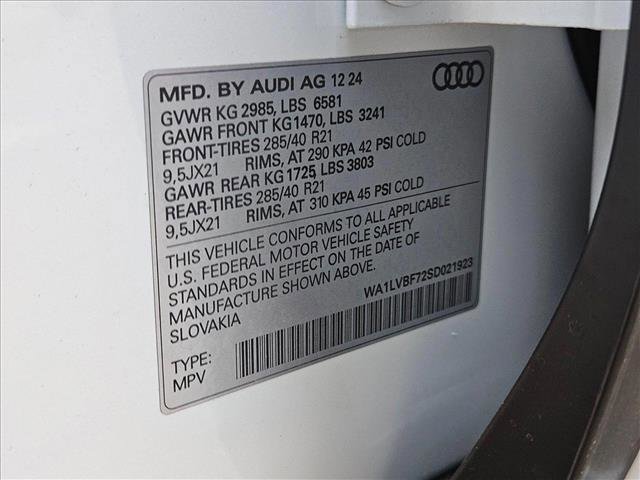 MFD. BY AUDI AG 12 24
GVWR KG 2985, LBS 6581
GAWR FRONT KG1470, LBS 3241
FRONT-TIRES 285/40 R21
9,5JX21 RIMS, AT 290 KPA 42 PSI COLD
GAWR REAR KG 1725, LBS 3803
REAR-TIRES 285/40 R21
9,5JX21 RIMS, AT 310 KPA 45 PSI COLD
THIS VEHICLE CONFORMS TO ALL APPLICABLE
U.S. FEDERAL MOTOR VEHICLE SAFETY
STANDARDS IN EFFECT ON THE DATE OF
MANUFACTURE SHOWN ABOVE.
SLOVAKIA
WA1LVBF72SD021923
TYPE:
MPV